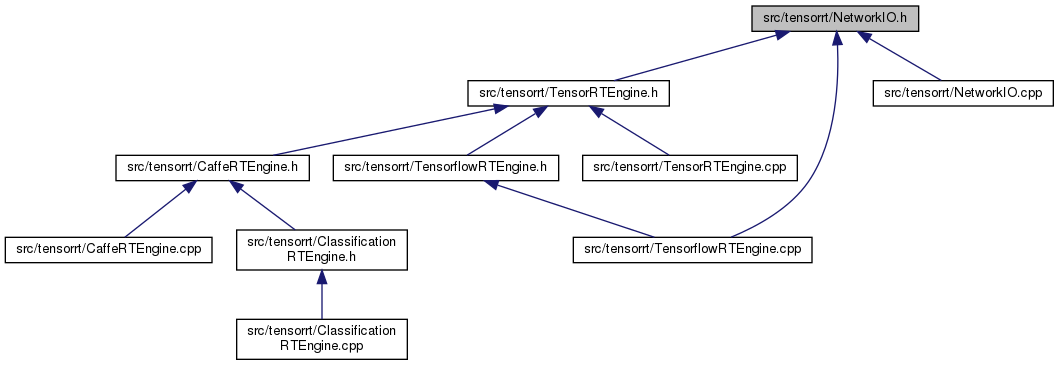 src/tensorrt/NetworkIO.h
src/tensorrt/TensorRTEngine.h
src/tensorrt/NetworkIO.cpp
src/tensorrt/CaffeRTEngine.h
src/tensorrt/TensorflowRTEngine.h
src/tensorrt/TensorRTEngine.cpp
src/tensorrt/CaffeRTEngine.cpp
src/tensorrt/Classification
RTEngine.h
src/tensorrt/TensorflowRTEngine.cpp
src/tensorrt/Classification
RTEngine.cpp